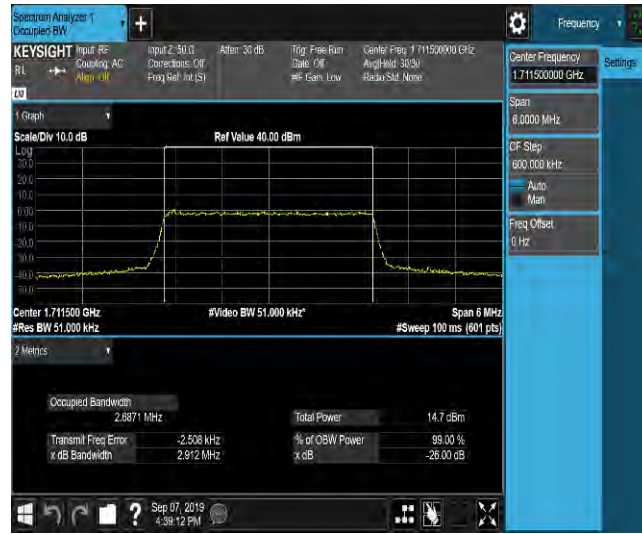 Spectrum Analyzer 1
Occupied BW
+
Frequency
KEYSIGHT Input: RF Input Z: 50 Ω Atten: 30 dB Trig: Free Run Center Freq: 1.711500000 GHz
RL Coupling: AC Corrections: Off Gate: Off Avg|Hold: 30/30
Align: Off Freq Ref: Int (S) #IF Gain: Low Radio Std: None
LW
Center Frequency
1.711500000 GHz
Settings
Span
6.0000 MHz
CF Step
600.000 kHz
Auto
Man
Freq Offset
0 Hz
1 Graph
Scale/Div 10.0 dB Ref Value 40.00 dBm
Log
30.0
20.0
10.0
0.00
-10.0
-20.0
-30.0
-40.0
-50.0
Center 1.711500 GHz #Video BW 51.000 kHz* Span 6 MHz
#Res BW 51.000 kHz #Sweep 100 ms (601 pts)
2 Metrics
Occupied Bandwidth
2.6871 MHz Total Power 14.7 dBm
Transmit Freq Error -2.508 kHz % of OBW Power 99.00 %
x dB Bandwidth 2.912 MHz x dB -26.00 dB
? Sep 07, 2019
4:39:12 PM